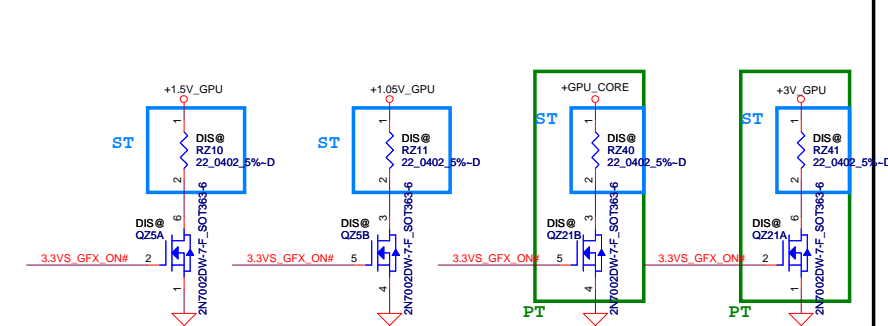 +1.5V_GPU
1
ST
DIS@
RZ10
22_0402_5%~D
2
6
DIS@
QZ5A
3.3VS_GFX_ON#
2
1
2N7002DW-7-F_SOT363-6
+1.05V_GPU
1
ST
DIS@
RZ11
22_0402_5%~D
2
3
DIS@
QZ5B
3.3VS_GFX_ON#
5
4
2N7002DW-7-F_SOT363-6
+GPU_CORE
ST
1
DIS@
RZ40
22_0402_5%~D
2
3
DIS@
QZ21B
3.3VS_GFX_ON#
5
4
2N7002DW-7-F_SOT363-6
PT
+3V_GPU
ST
1
DIS@
RZ41
22_0402_5%~D
2
6
DIS@
QZ21A
3.3VS_GFX_ON#
2
1
2N7002DW-7-F_SOT363-6
PT